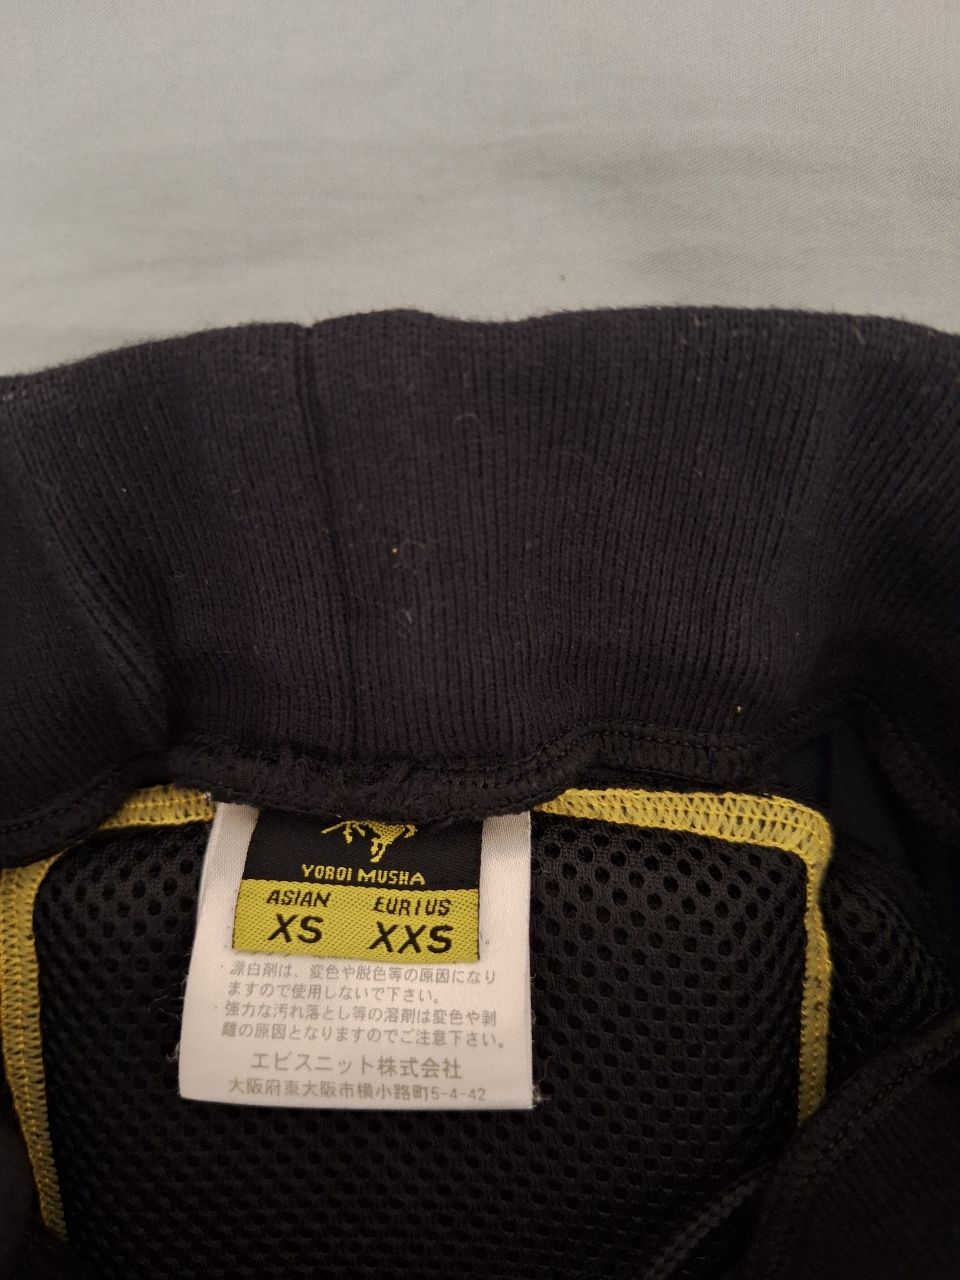 YOROI MUSHA
ASIAN EURIUS
XS XXS
・漂白剤は、変色や脱色等の原因になり
ますので使用しないで下さい。
・強力な汚れ落とし等の溶剤は変色や剥
離の原因となりますのでご注意下さい。
エビスニット株式会社
大阪府東大阪市横小路町5-4-42